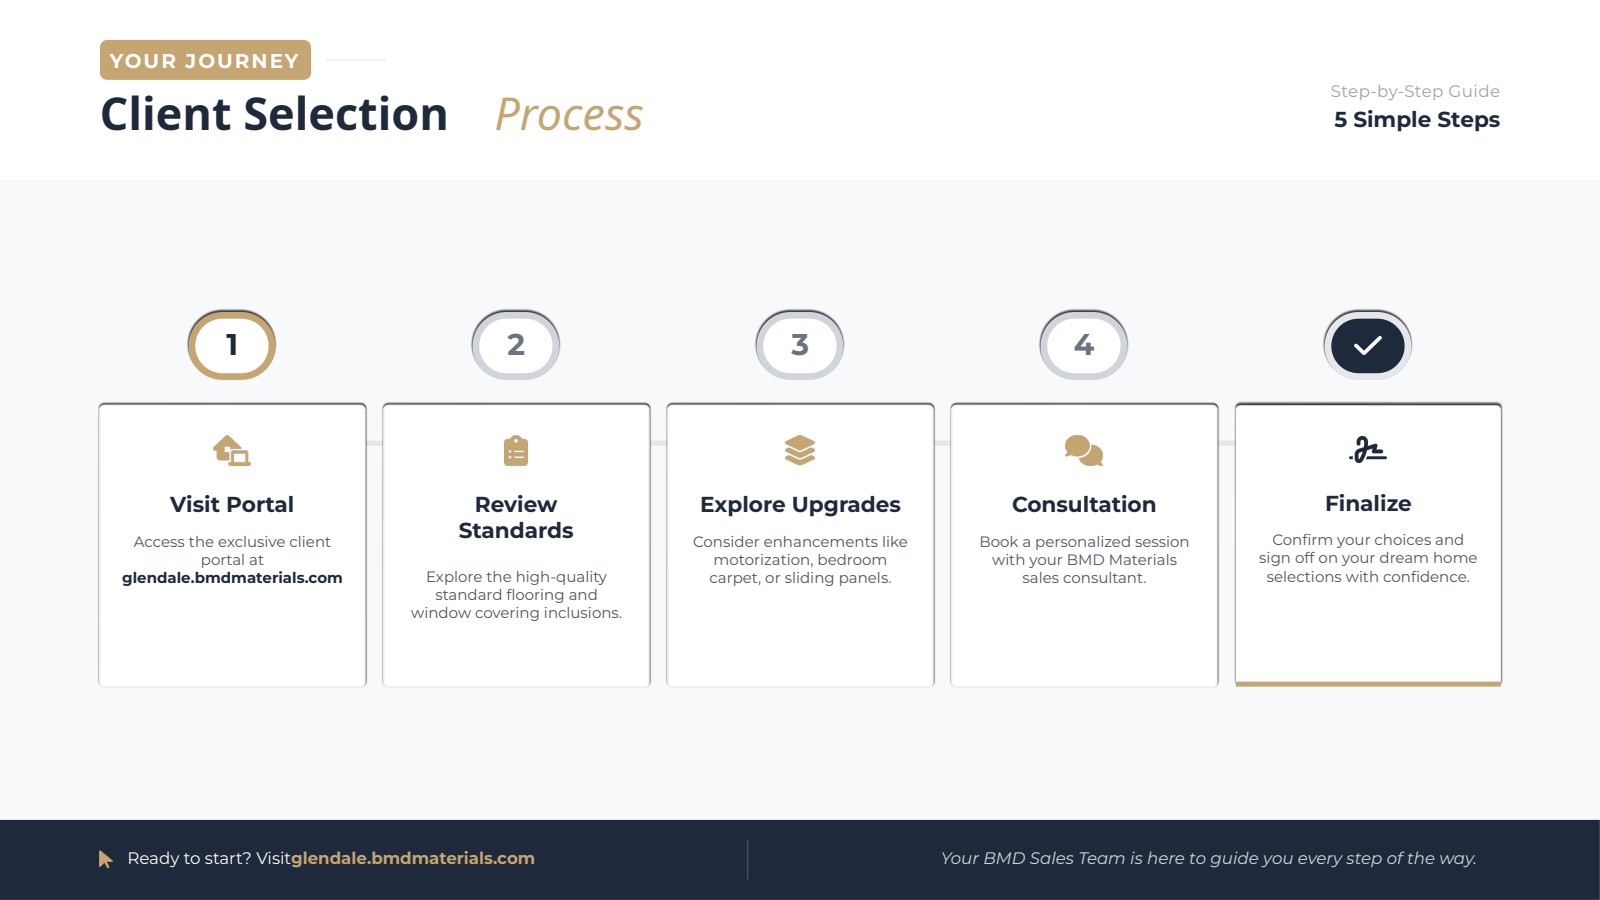 YOUR JOURNEY
Client Selection Process
Step-by-Step Guide
5 Simple Steps
1
Visit Portal
Access the exclusive client
portal at
glendale.bmdmaterials.com
2
Review
Standards
Explore the high-quality
standard flooring and
window covering inclusions.
3
Explore Upgrades
Consider enhancements like
motorization, bedroom
carpet, or sliding panels.
4
Consultation
Book a personalized session
with your BMD Materials
sales consultant.
Finalize
Confirm your choices and
sign off on your dream home
selections with confidence.
Ready to start? Visitglendale.bmdmaterials.com
Your BMD Sales Team is here to guide you every step of the way.